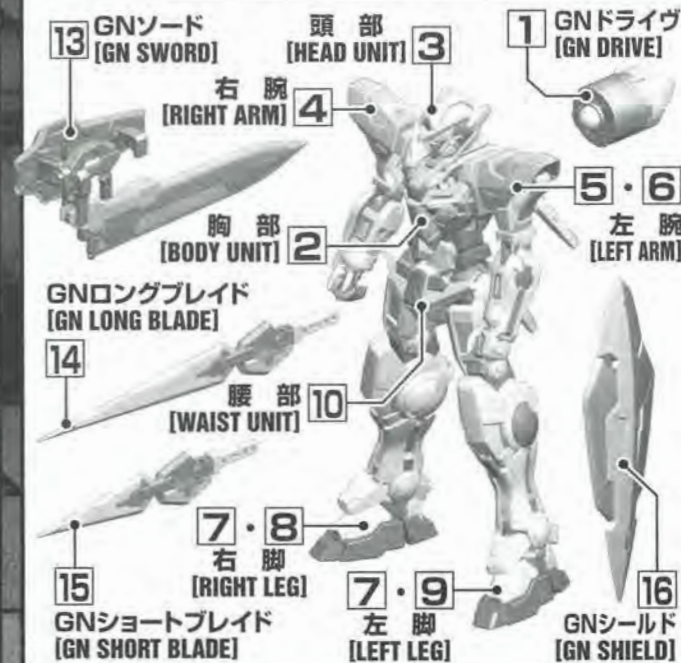 13 GNソード
[GN SWORD]
頭部
[HEAD UNIT] 3
1 GNドライヴ
[GN DRIVE]
右腕
[RIGHT ARM] 4
5・6
左腕
[LEFT ARM]
胸部
[BODY UNIT] 2
GNロングブレイド
[GN LONG BLADE]
14
腰部
[WAIST UNIT] 10
7・8
右脚
[RIGHT LEG]
15
GNショートブレイド
[GN SHORT BLADE]
7・9
左脚
[LEFT LEG]
16
GNシールド
[GN SHIELD]